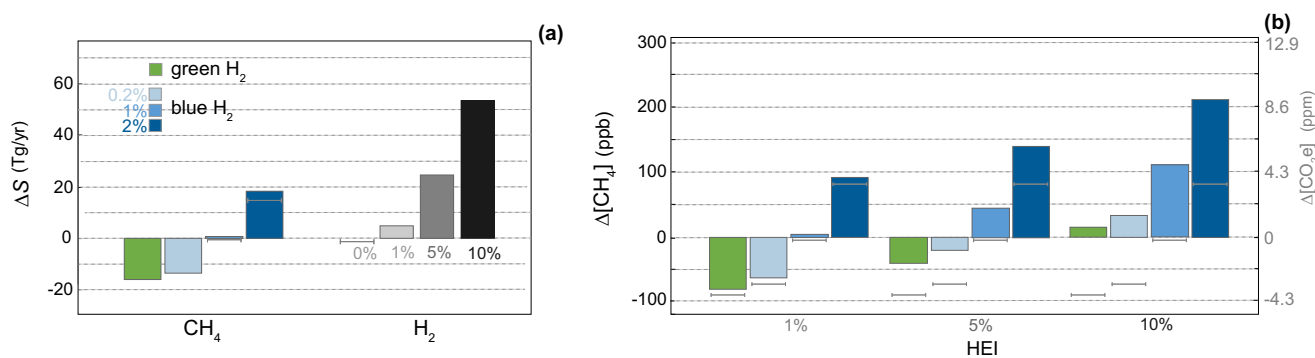 (a)
60
40
20
0
-20
ΔS (Tg/yr)
green H₂
0.2%
1%
2%
blue H₂
0%
1%
5%
10%
CH₄
H₂
(b)
300
200
100
0
-100
Δ[CH₄] (ppb)
12.9
8.6
4.3
0
-4.3
Δ[CO₂e] (ppm)
1%
5%
10%
HEI